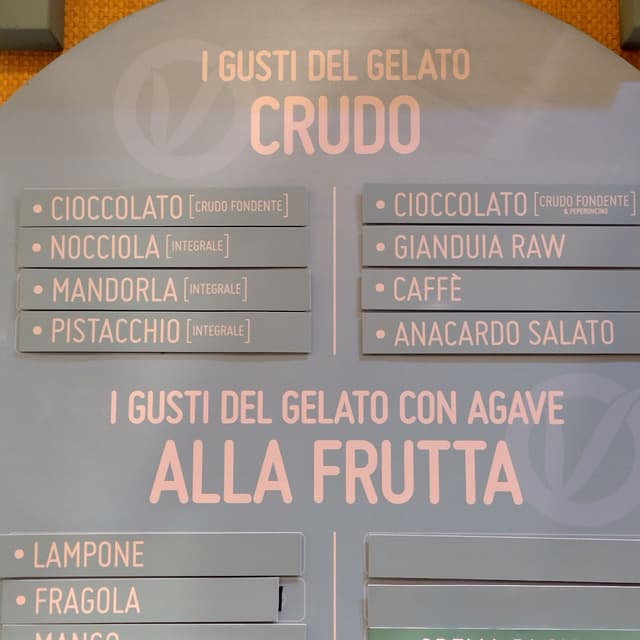 I GUSTI DEL GELATO
CRUDO
• CIOCCOLATO [CRUDO FONDENTE]
• NOCCIOLA [INTEGRALE]
• MANDORLA [INTEGRALE]
• PISTACCHIO [INTEGRALE]
• CIOCCOLATO [CRUDO FONDENTE & PEPERONCINO]
• GIANDUIA RAW
• CAFFÈ
• ANACARDO SALATO
I GUSTI DEL GELATO CON AGAVE
ALLA FRUTTA
• LAMPONE
• FRAGOLA
MANGO